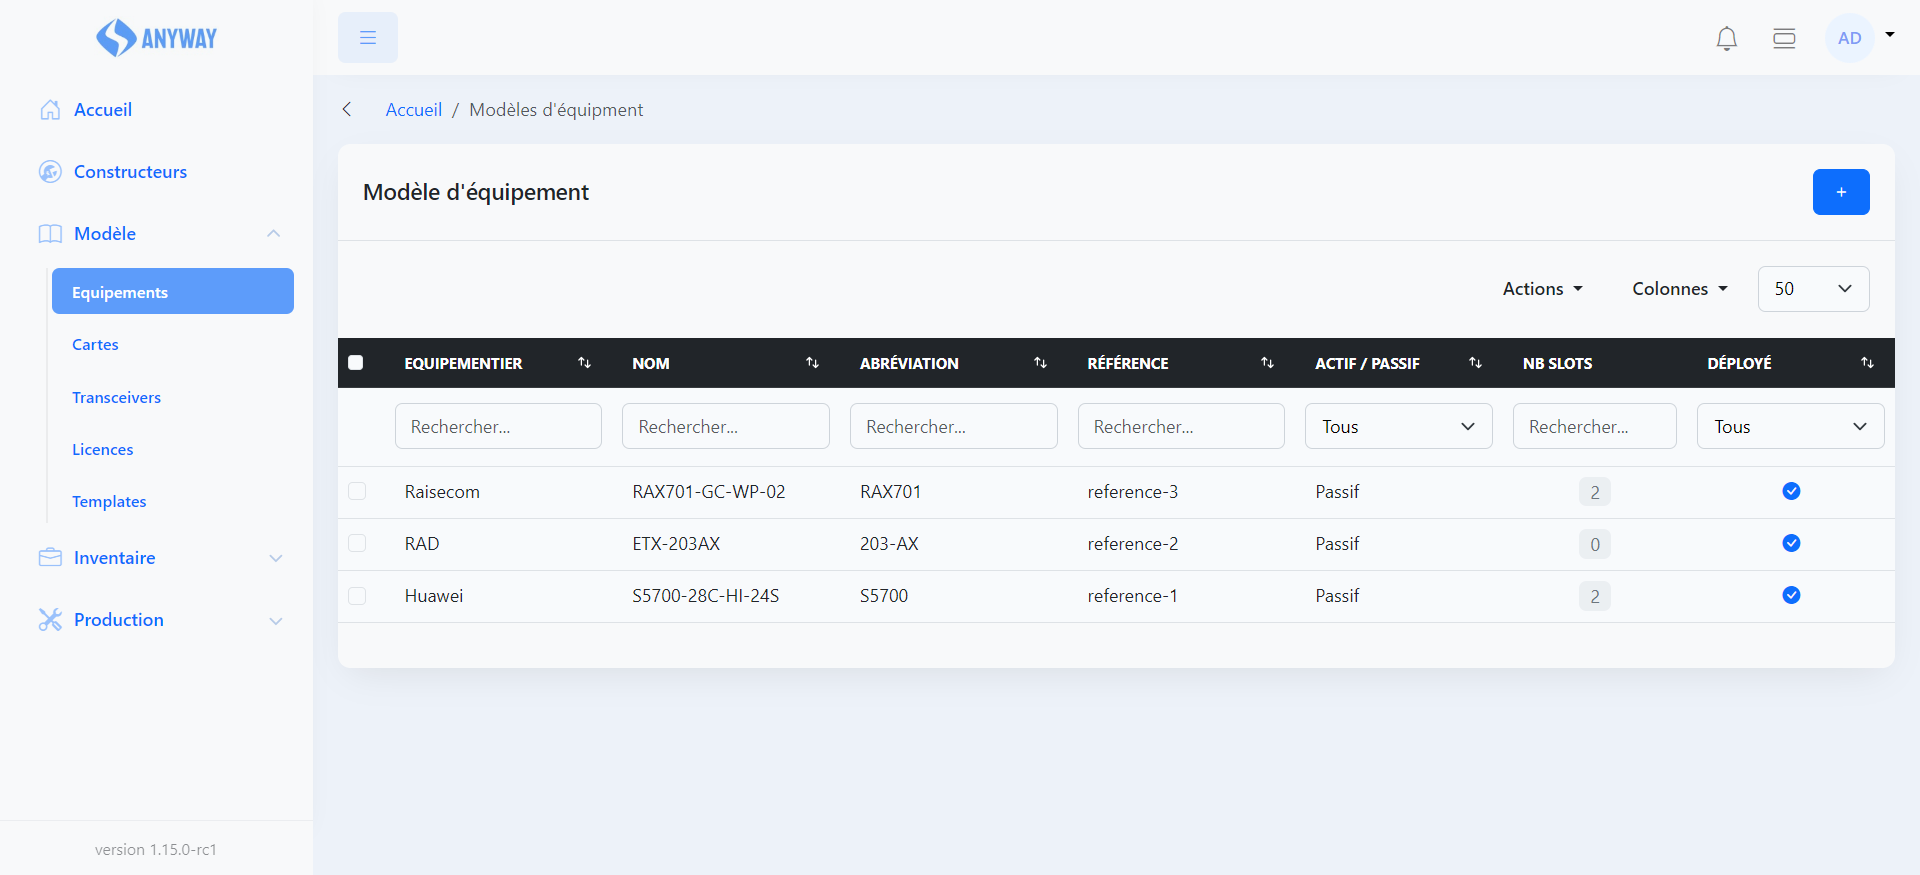 ANYWAY
AD
Accueil
Constructeurs
Modèle
Equipements
Cartes
Transceivers
Licences
Templates
Inventaire
Production
version 1.15.0-rc1
Accueil / Modèles d'équipment
Modèle d'équipement
+
Actions Colonnes 50
EQUIPEMENTIER NOM ABRÉVIATION RÉFÉRENCE ACTIF / PASSIF NB SLOTS DÉPLOYÉ
Rechercher... Rechercher... Rechercher... Rechercher... Tous Rechercher... Tous
Raisecom RAX701-GC-WP-02 RAX701 reference-3 Passif 2
RAD ETX-203AX 203-AX reference-2 Passif 0
Huawei S5700-28C-HI-24S S5700 reference-1 Passif 2